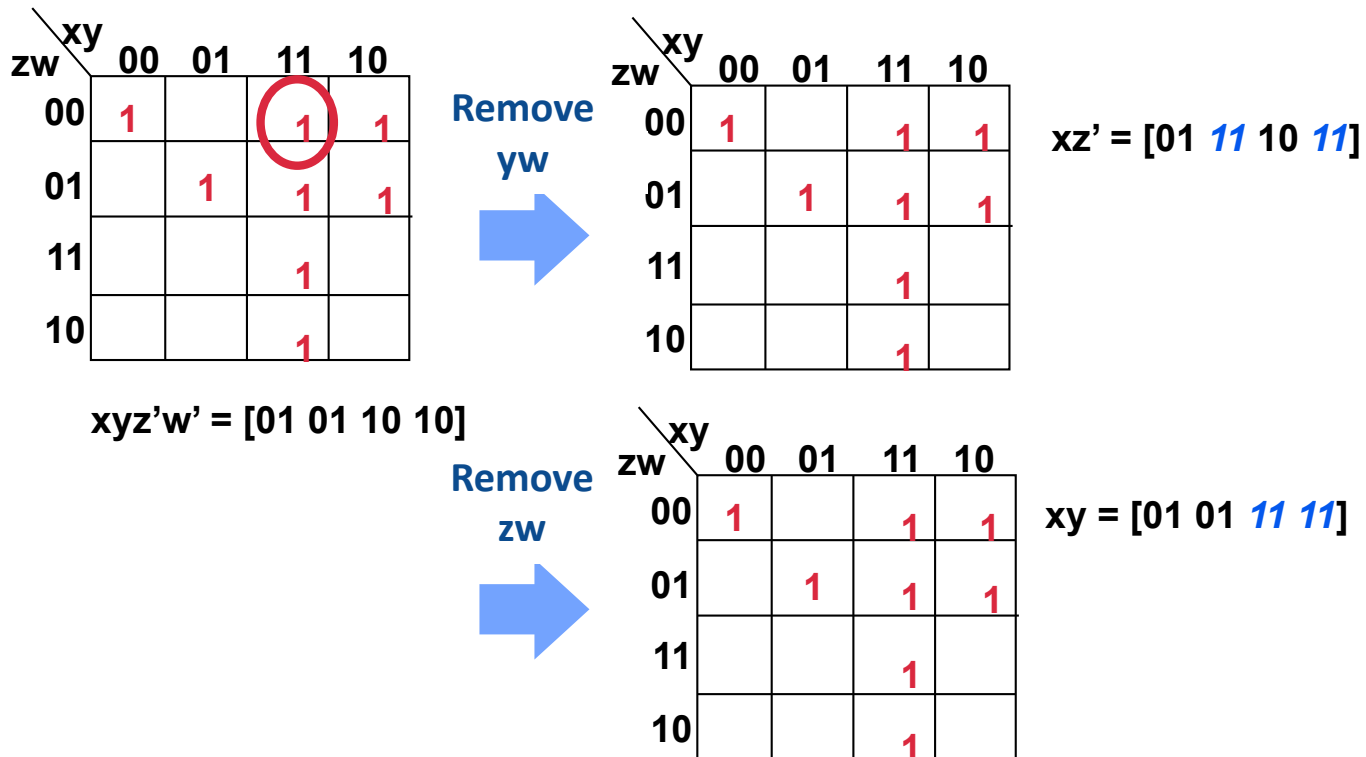 xy
zw 00 01 11 10
00 1 1 1
01 1 1 1
11 1
10 1
xyz’w’ = [01 01 10 10]
Remove
yw
xy
zw 00 01 11 10
00 1 1 1
01 1 1 1
11 1
10 1
xz’ = [01 11 10 11]
Remove
zw
xy
zw 00 01 11 10
00 1 1 1
01 1 1 1
11 1
10 1
xy = [01 01 11 11]